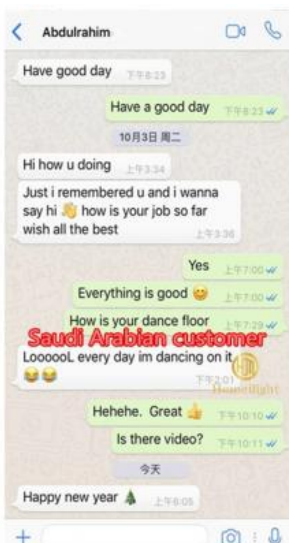 Abdulrahim
Have good day 下午8:23
Have a good day 下午8:23
10月3日 周二
Hi how u doing 上午3:34
Just i remembered u and i wanna
say hi 👋 how is your job so far
wish all the best 上午3:36
Yes 上午7:00
Everything is good 😊 上午7:00
How is your dance floor 上午7:29
Saudi Arabian customer
LoooooL every day im dancing on it
😂😂 下午2:01
Homeilight
Hehehe. Great 👍 下午10:10
Is there video? 下午10:11
今天
Happy new year 🎄 上午6:05